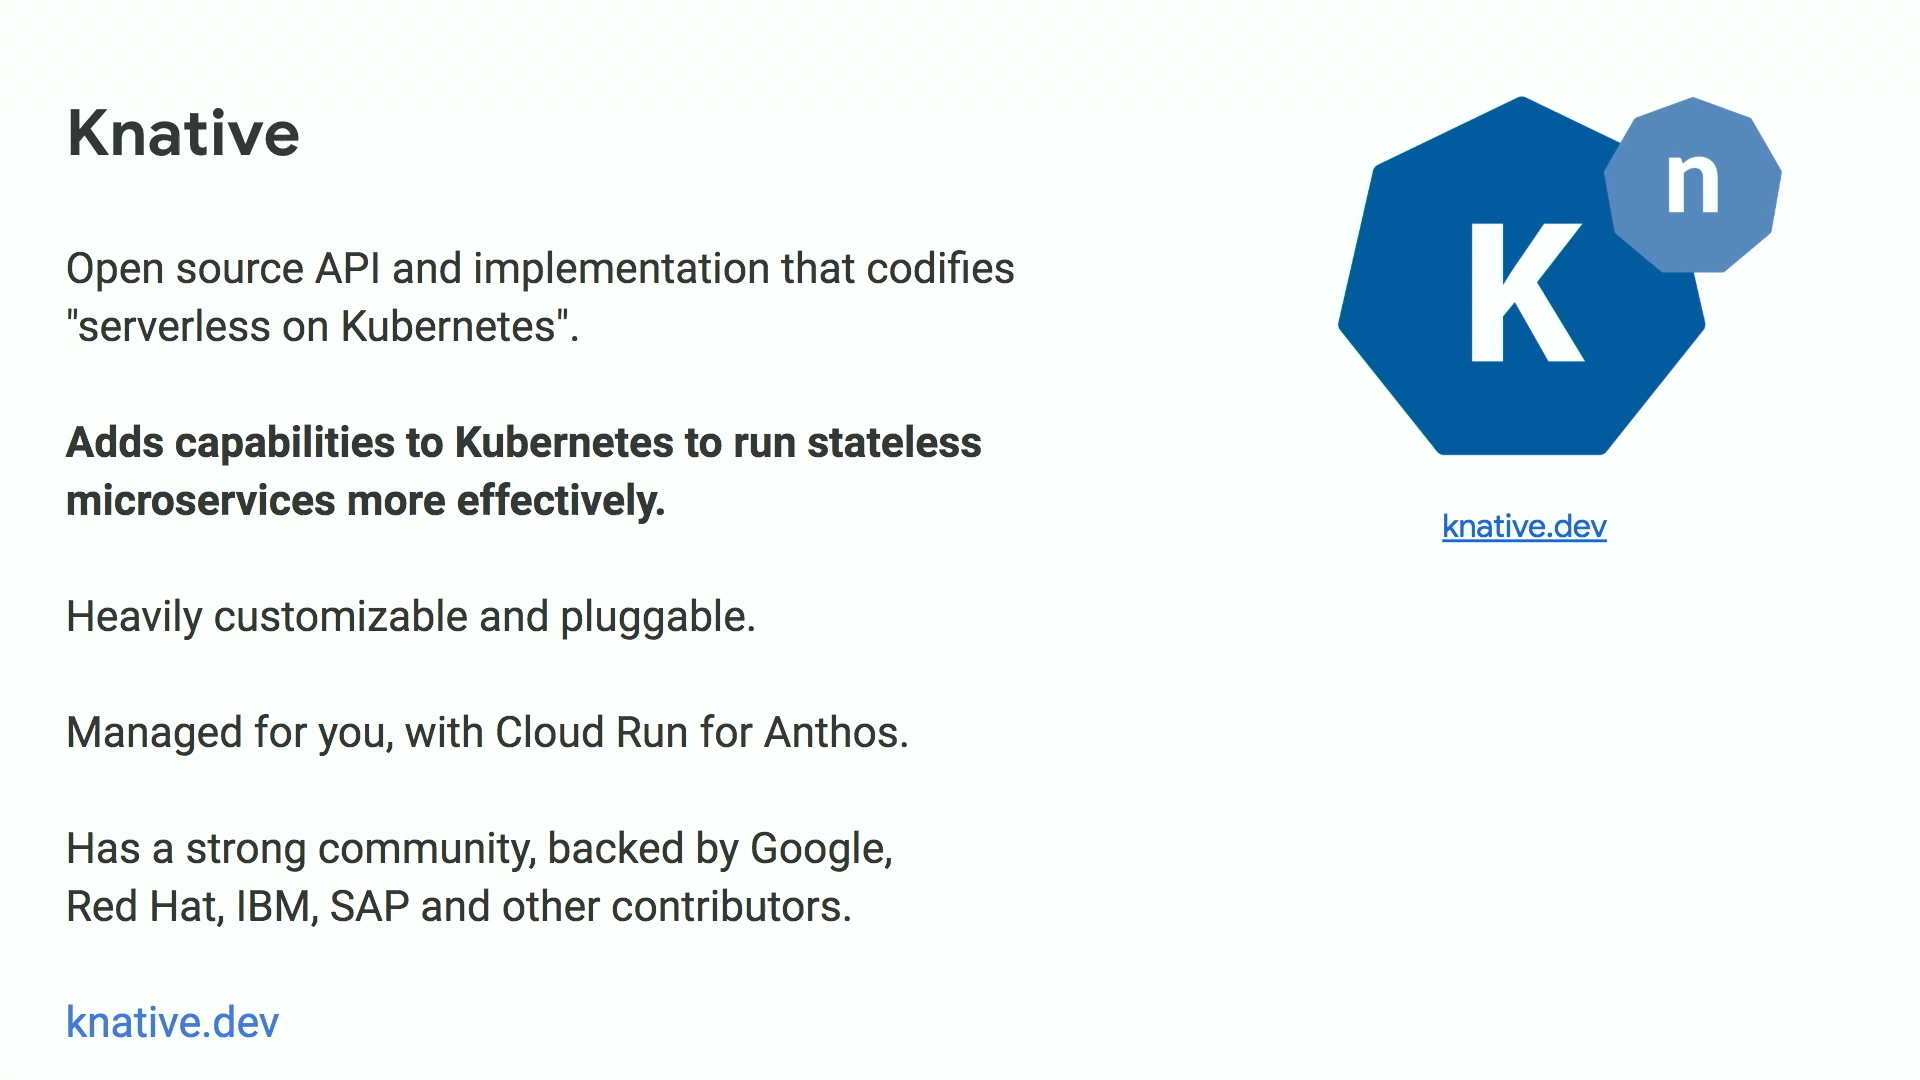 Knative
Open source API and implementation that codifies
"serverless on Kubernetes".
Adds capabilities to Kubernetes to run stateless
microservices more effectively.
Heavily customizable and pluggable.
Managed for you, with Cloud Run for Anthos.
Has a strong community, backed by Google,
Red Hat, IBM, SAP and other contributors.
knative.dev
K
n
knative.dev